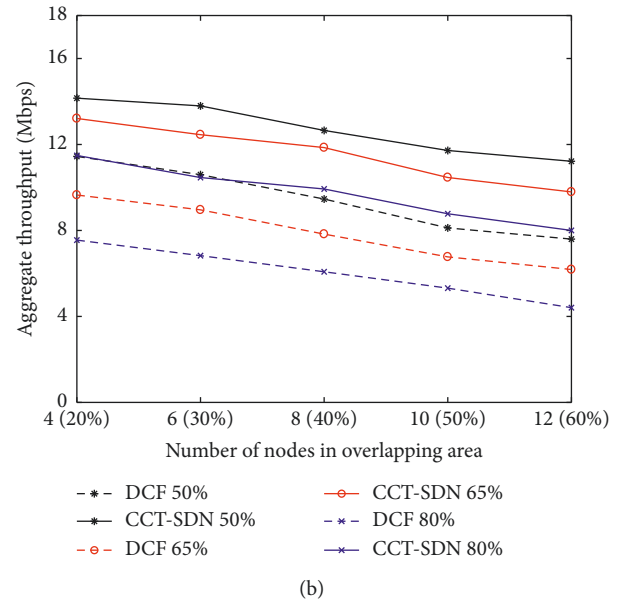 18
16
12
8
4
0
Aggregate throughput (Mbps)
4 (20%) 6 (30%) 8 (40%) 10 (50%) 12 (60%)
Number of nodes in overlapping area
DCF 50% CCT-SDN 65%
CCT-SDN 50% DCF 80%
DCF 65% CCT-SDN 80%
(b)